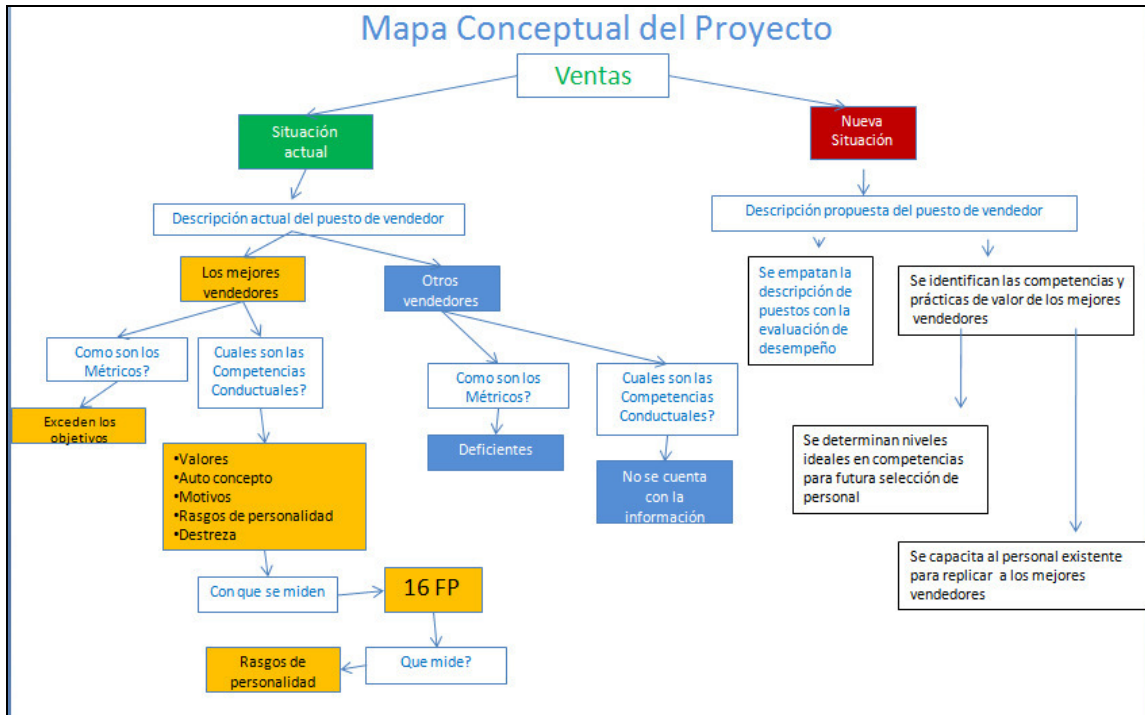 Mapa Conceptual del Proyecto
Ventas
Situación
actual
Nueva
Situación
Descripción actual del puesto de vendedor
Descripción propuesta del puesto de vendedor
Los mejores
vendedores
Otros
vendedores
Se empatan la
descripción de
puestos con la
evaluación de
desempeño
Se identifican las competencias y
prácticas de valor de los mejores
vendedores
Como son los
Métricos?
Cuales son las
Competencias
Conductuales?
Como son los
Métricos?
Cuales son las
Competencias
Conductuales?
Exceden los
objetivos
Deficientes
•Valores
•Auto concepto
•Motivos
•Rasgos de personalidad
•Destreza
No se cuenta
con la
información
Se determinan niveles
ideales en competencias
para futura selección de
personal
Se capacita al personal existente
para replicar a los mejores
vendedores
Con que se miden
16 FP
Rasgos de
personalidad
Que mide?